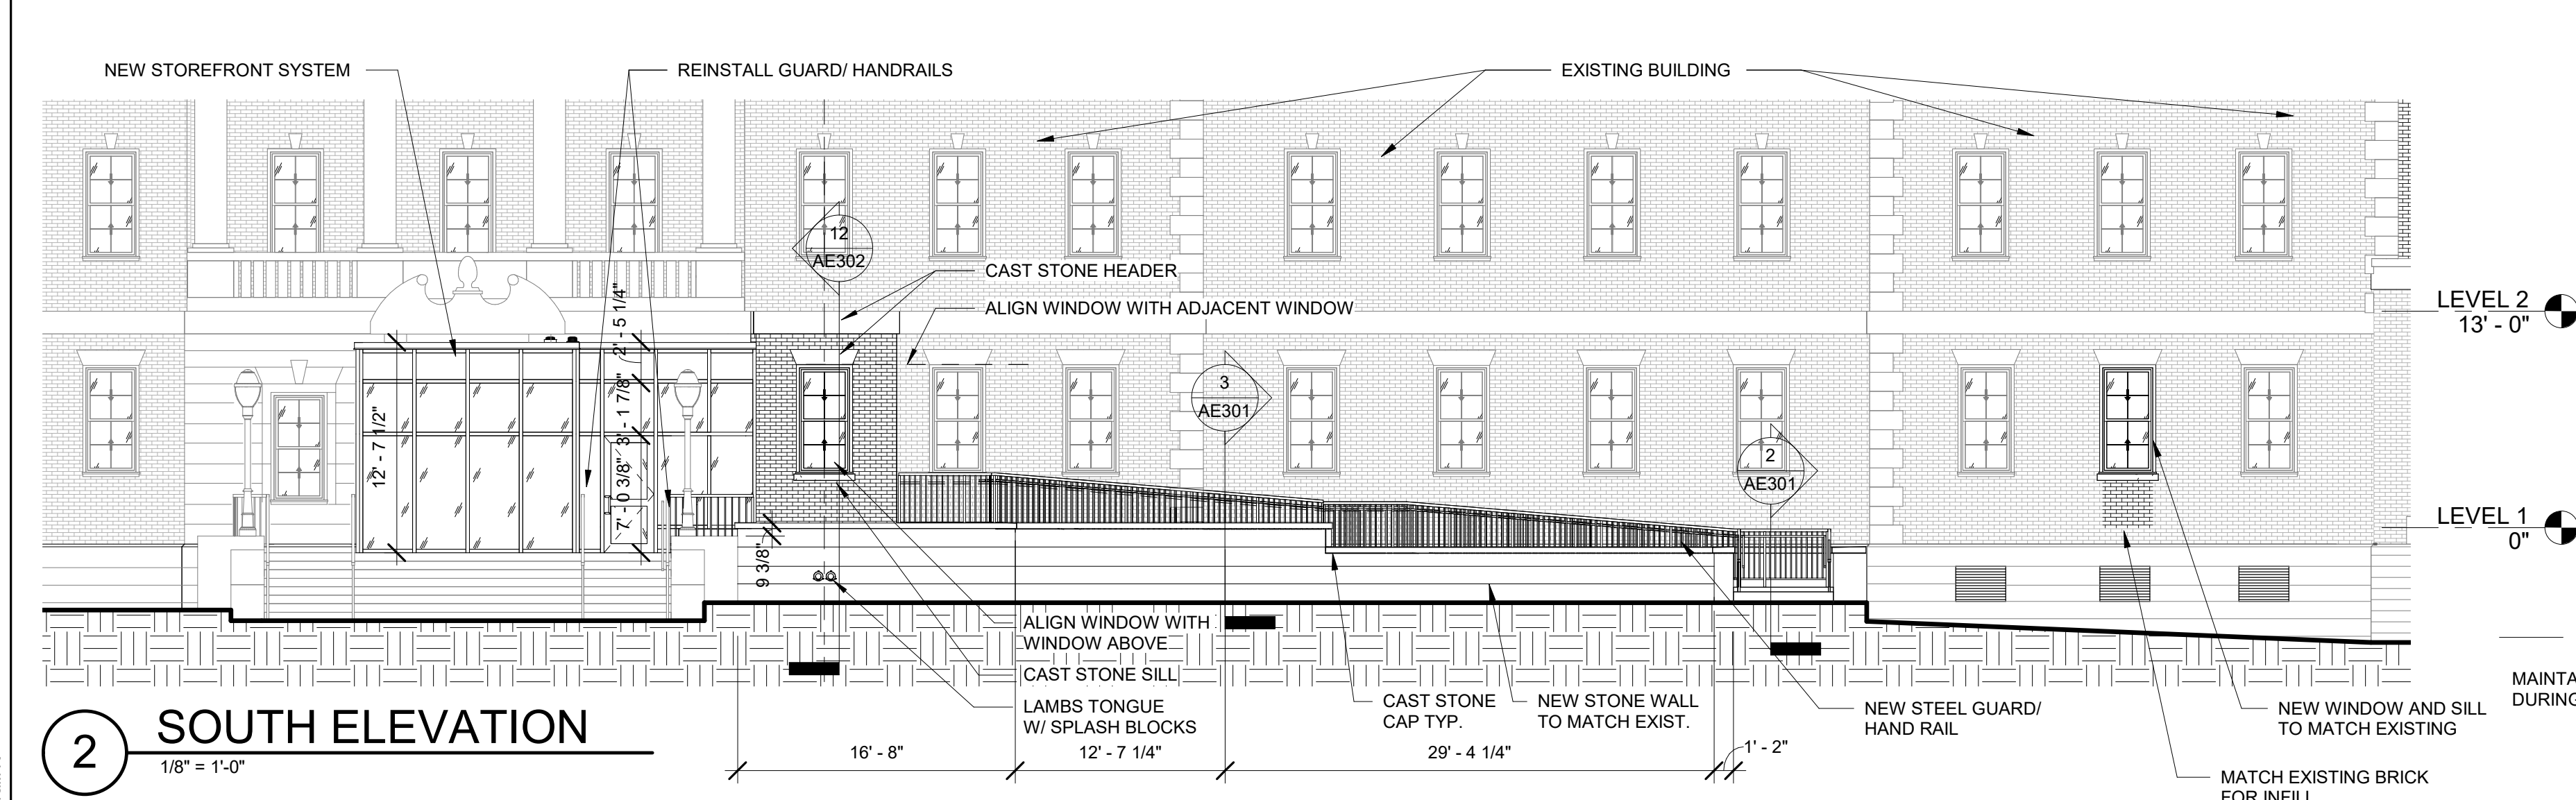 NEW STOREFRONT SYSTEM
REINSTALL GUARD/ HANDRAILS
EXISTING BUILDING
12
AE302
CAST STONE HEADER
ALIGN WINDOW WITH ADJACENT WINDOW
LEVEL 2
13' - 0"
2' - 5 1/4"
3' - 1 7/8"
7' - 0 3/8"
12' - 7 1/2"
3
AE301
2
AE301
LEVEL 1
0"
9 3/8"
ALIGN WINDOW WITH
WINDOW ABOVE
CAST STONE SILL
LAMBS TONGUE
W/ SPLASH BLOCKS
CAST STONE
CAP TYP.
NEW STONE WALL
TO MATCH EXIST.
NEW STEEL GUARD/
HAND RAIL
NEW WINDOW AND SILL
TO MATCH EXISTING
MATCH EXISTING BRICK
FOR INFILL
2
SOUTH ELEVATION
1/8" = 1'-0"
16' - 8"
12' - 7 1/4"
29' - 4 1/4"
1' - 2"